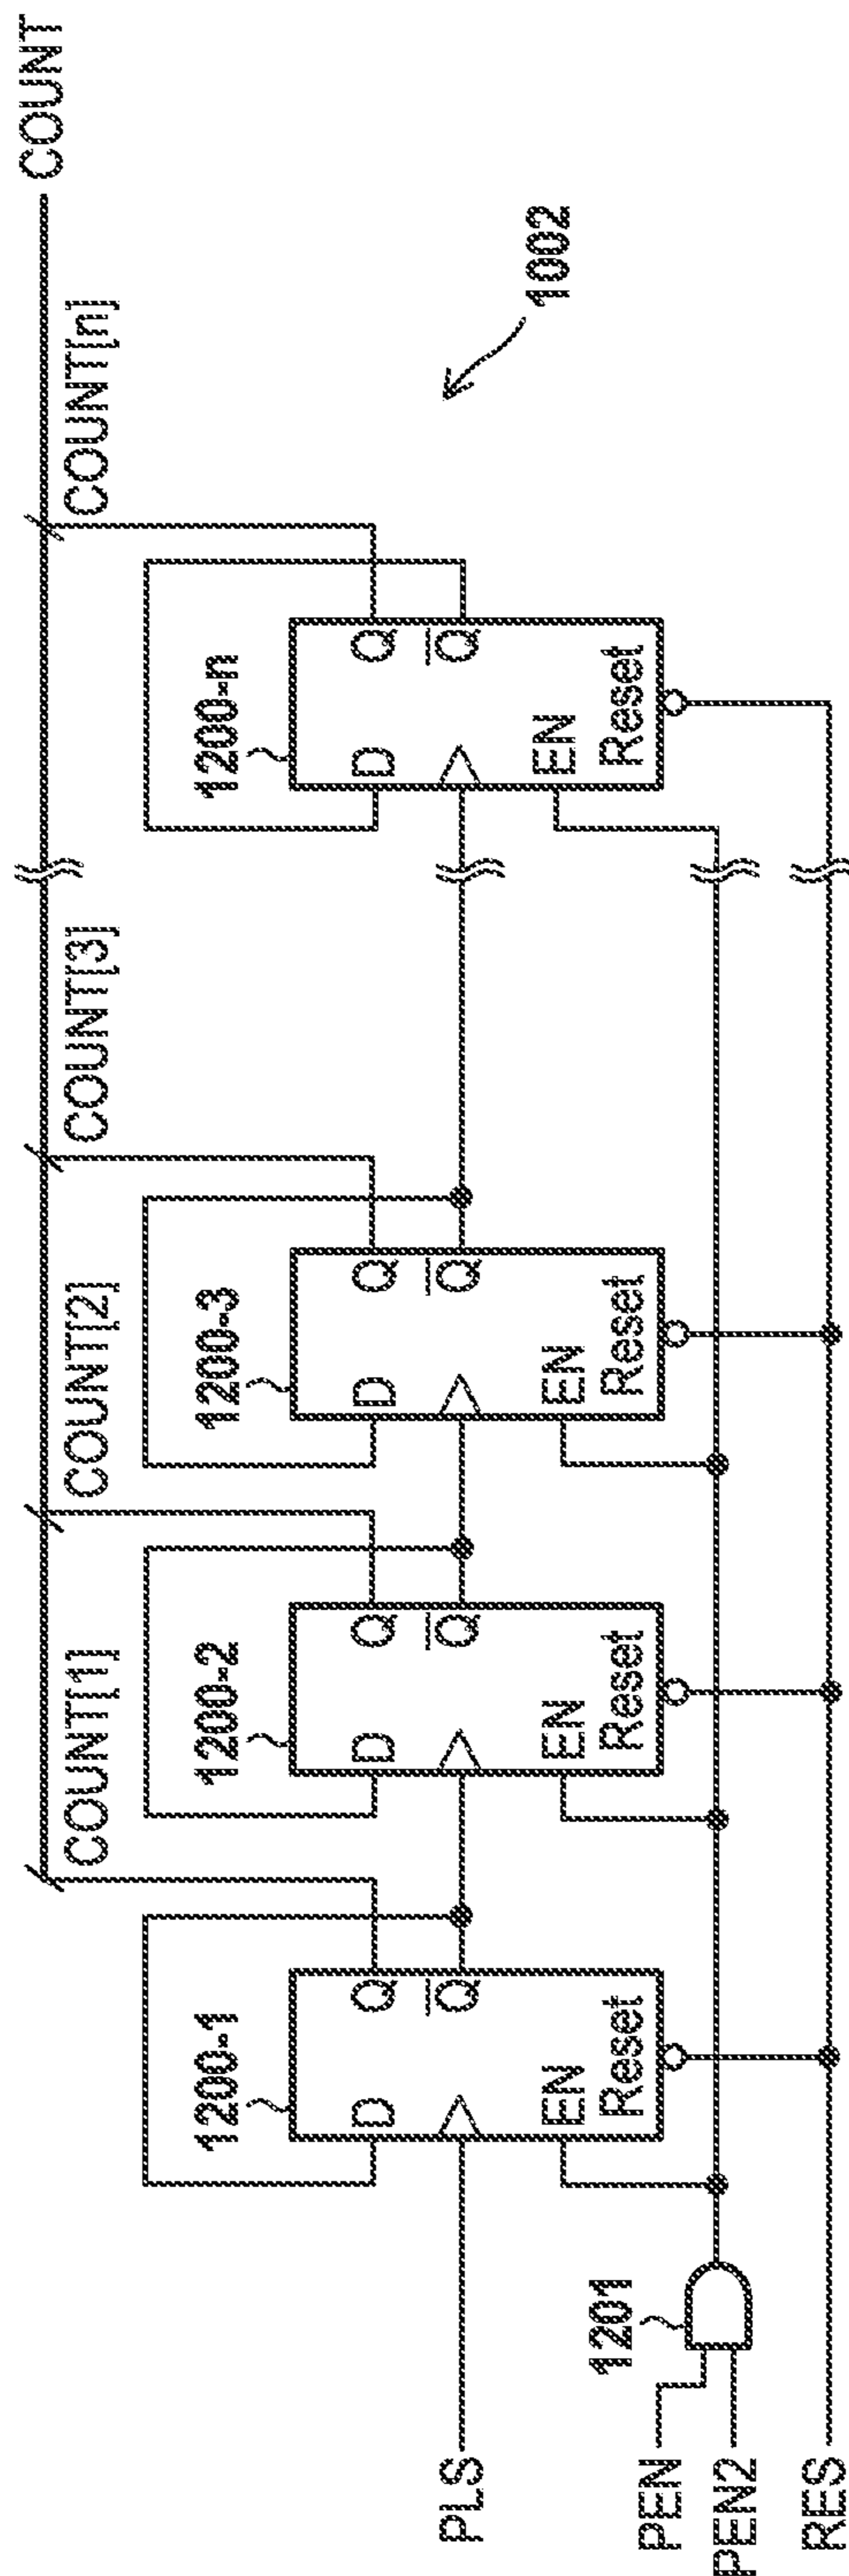 COUNT
COUNT[1]
COUNT[2]
COUNT[3]
COUNT[n]
1200-1
D
Q
Q
EN
Reset
1200-2
D
Q
Q
EN
Reset
1200-3
D
Q
Q
EN
Reset
1200-n
D
Q
Q
EN
Reset
1002
PLS
1201
PEN
PEN2
RES